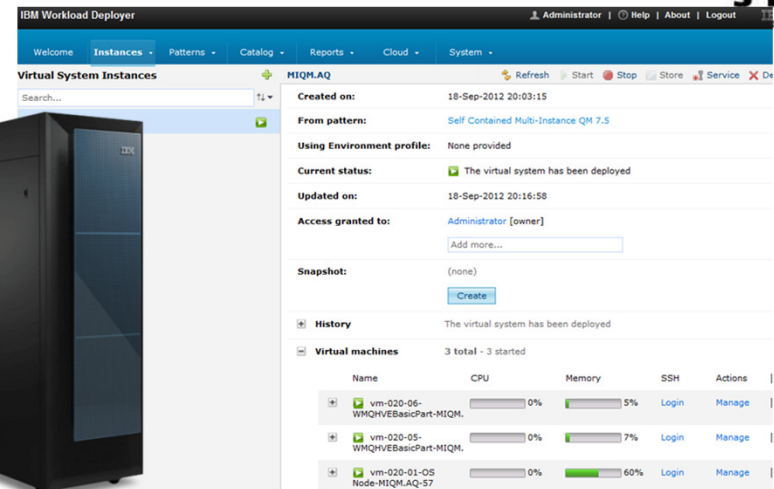 IBM Workload Deployer
Administrator | Help | About | Logout
Welcome Instances Patterns Catalog Reports Cloud System
Virtual System Instances
MIQM.AQ Refresh Start Stop Store Service
Search...
Created on: 18-Sep-2012 20:03:15
From pattern: Self Contained Multi-Instance QM 7.5
Using Environment profile: None provided
Current status: The virtual system has been deployed
Updated on: 18-Sep-2012 20:16:58
Access granted to: Administrator [owner]
Add more...
Snapshot: (none)
Create
History The virtual system has been deployed
Virtual machines 3 total - 3 started
Name CPU Memory SSH Actions
vm-020-06- 0% 5% Login Manage
WMQHVEBasicPart-MIQM.
vm-020-05- 0% 7% Login Manage
WMQHVEBasicPart-MIQM.
vm-020-01-OS 0% 60% Login Manage
Node-MIQM.AQ-57